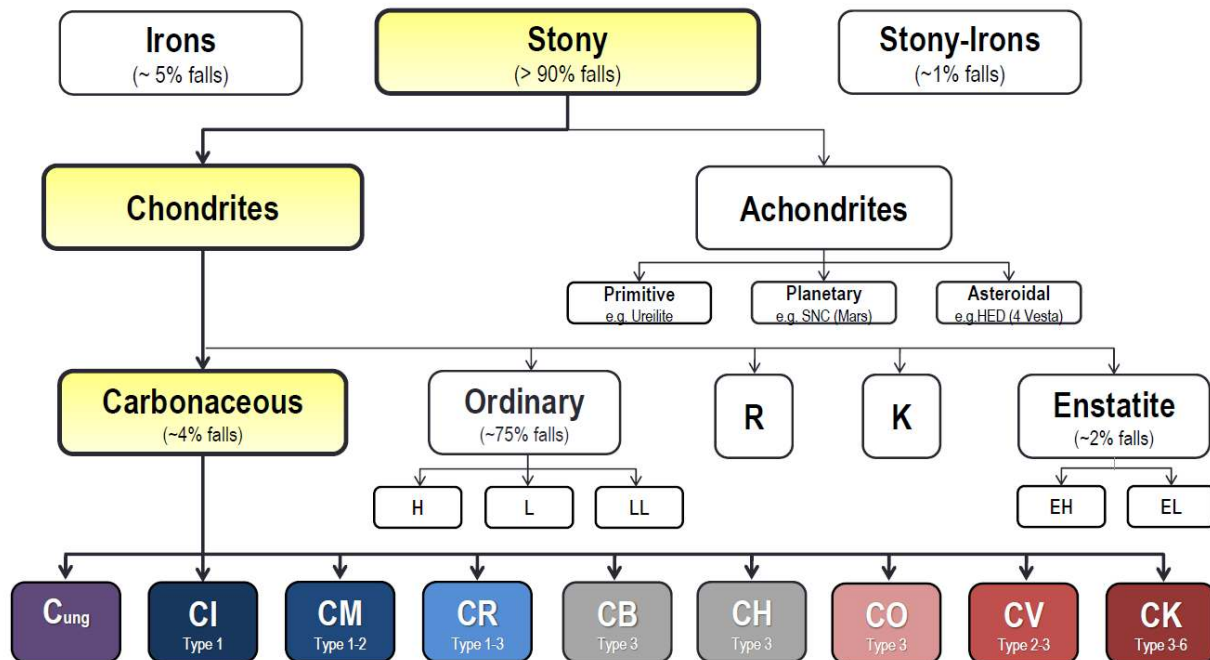 Irons
(~ 5% falls)
Stony
(> 90% falls)
Stony-Irons
(~1% falls)
Chondrites
Achondrites
Primitive
e.g. Ureilite
Planetary
e.g. SNC (Mars)
Asteroidal
e.g.HED (4 Vesta)
Carbonaceous
(~4% falls)
Ordinary
(~75% falls)
R
K
Enstatite
(~2% falls)
H
L
LL
EH
EL
Cung
CI
Type 1
CM
Type 1-2
CR
Type 1-3
CB
Type 3
CH
Type 3
CO
Type 3
CV
Type 2-3
CK
Type 3-6